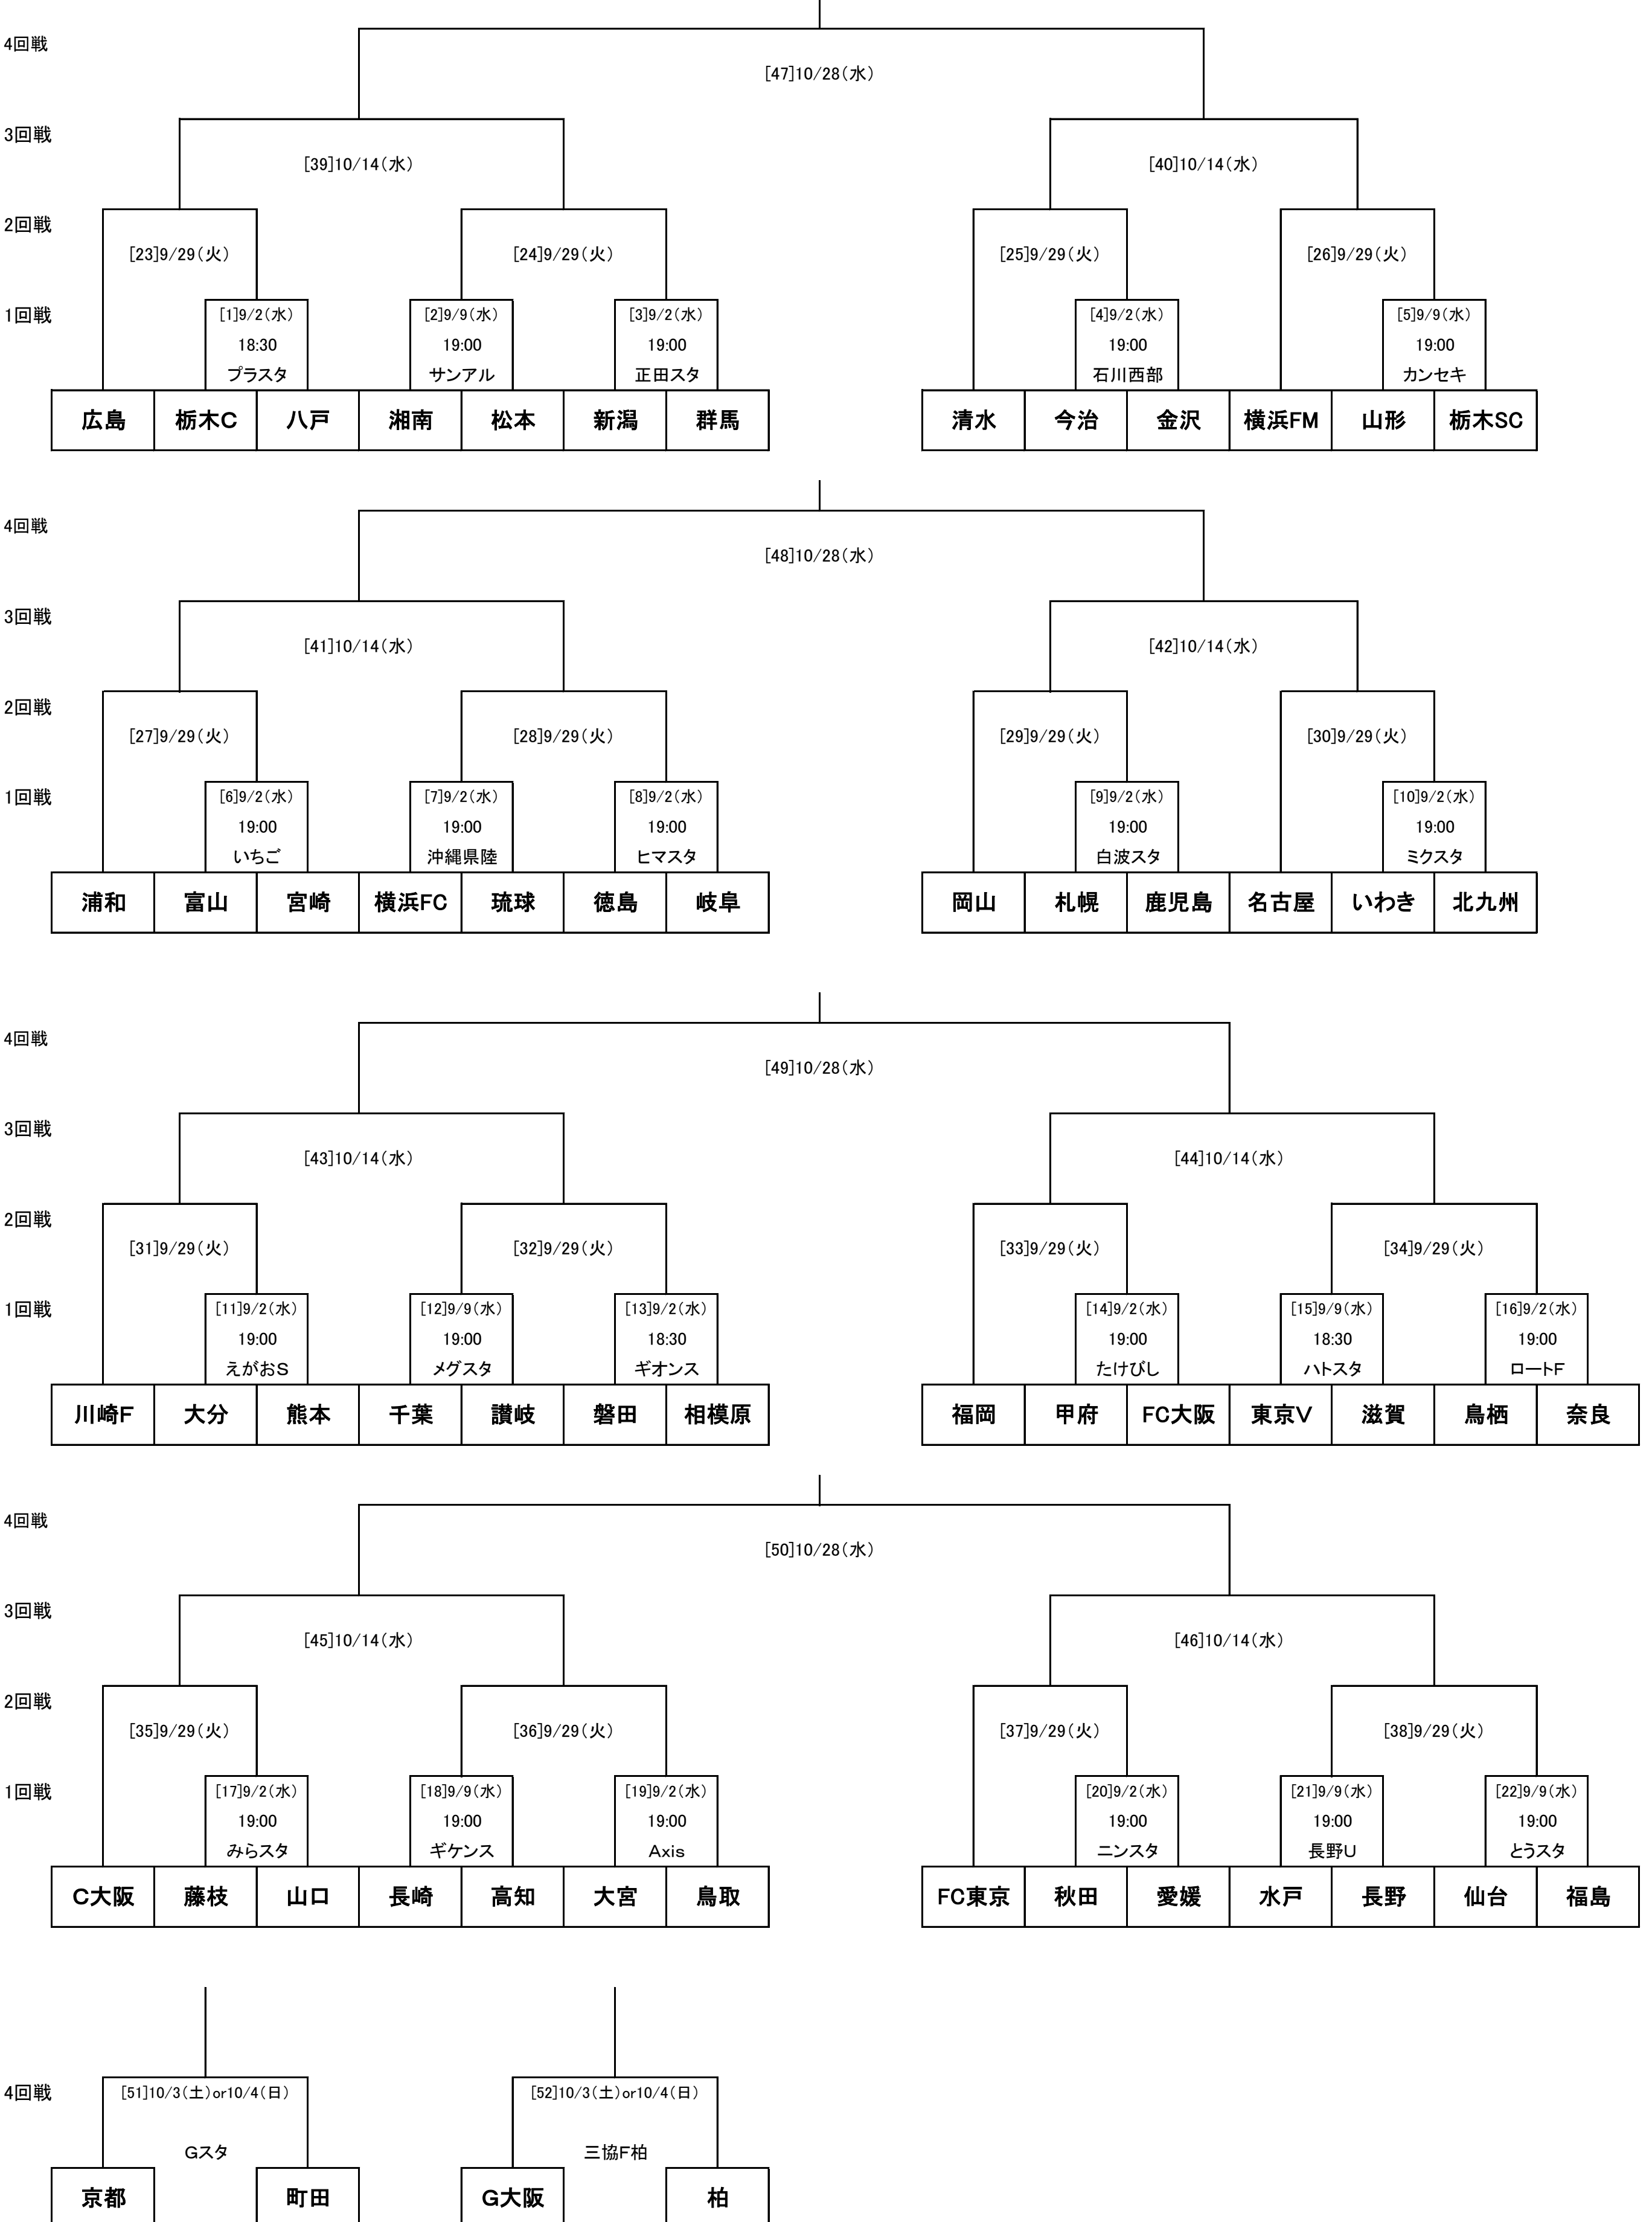 4回戦
[47]10/28(水)
3回戦
[39]10/14(水) [40]10/14(水)
2回戦
[23]9/29(火) [24]9/29(火) [25]9/29(火) [26]9/29(火)
1回戦 [1]9/2(水) [2]9/9(水) [3]9/2(水) [4]9/2(水) [5]9/9(水)
18:30 19:00 19:00 19:00 19:00
プラスタ サンアル 正田スタ 石川西部 カンセキ
広島 栃木C 八戸 湘南 松本 新潟 群馬 清水 今治 金沢 横浜FM 山形 栃木SC
4回戦
[48]10/28(水)
3回戦
[41]10/14(水) [42]10/14(水)
2回戦
[27]9/29(火) [28]9/29(火) [29]9/29(火) [30]9/29(火)
1回戦 [6]9/2(水) [7]9/2(水) [8]9/2(水) [9]9/2(水) [10]9/2(水)
19:00 19:00 19:00 19:00 19:00
いちご 沖縄県陸 ヒマスタ 白波スタ ミクスタ
浦和 富山 宮崎 横浜FC 琉球 徳島 岐阜 岡山 札幌 鹿児島 名古屋 いわき 北九州
4回戦
[49]10/28(水)
3回戦
[43]10/14(水) [44]10/14(水)
2回戦
[31]9/29(火) [32]9/29(火) [33]9/29(火) [34]9/29(火)
1回戦 [11]9/2(水) [12]9/9(水) [13]9/2(水) [14]9/2(水) [15]9/9(水) [16]9/2(水)
19:00 19:00 18:30 19:00 18:30 19:00
えがおS メグスタ ギオンス たけびし ハトスタ ロートF
川崎F 大分 熊本 千葉 讃岐 磐田 相模原 福岡 甲府 FC大阪 東京V 滋賀 鳥栖 奈良
4回戦
[50]10/28(水)
3回戦
[45]10/14(水) [46]10/14(水)
2回戦
[35]9/29(火) [36]9/29(火) [37]9/29(火) [38]9/29(火)
1回戦 [17]9/2(水) [18]9/9(水) [19]9/2(水) [20]9/2(水) [21]9/9(水) [22]9/9(水)
19:00 19:00 19:00 19:00 19:00 19:00
みらスタ ギケンス Axis ニンスタ 長野U とうスタ
C大阪 藤枝 山口 長崎 高知 大宮 鳥取 FC東京 秋田 愛媛 水戸 長野 仙台 福島
4回戦 [51]10/3(土)or10/4(日) [52]10/3(土)or10/4(日)
Gスタ 三協F柏
京都 町田 G大阪 柏